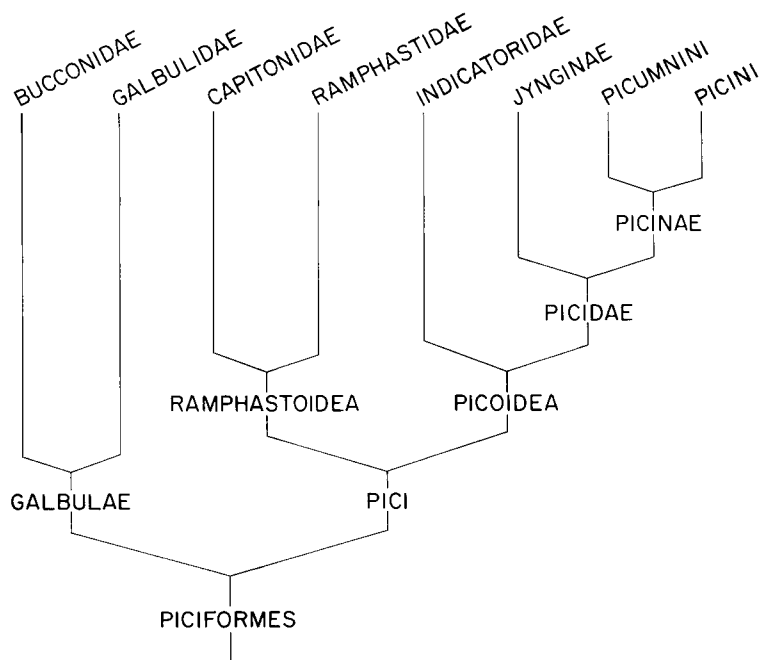 BUCCONIDAE
GALBULIDAE
CAPITONIDAE
RAMPHASTIDAE
INDICATORIDAE
JYNGINAE
PICUMNINI
PICINI
PICINAE
PICIDAE
RAMPHASTOIDEA
PICOIDEA
GALBULAE
PICI
PICIFORMES